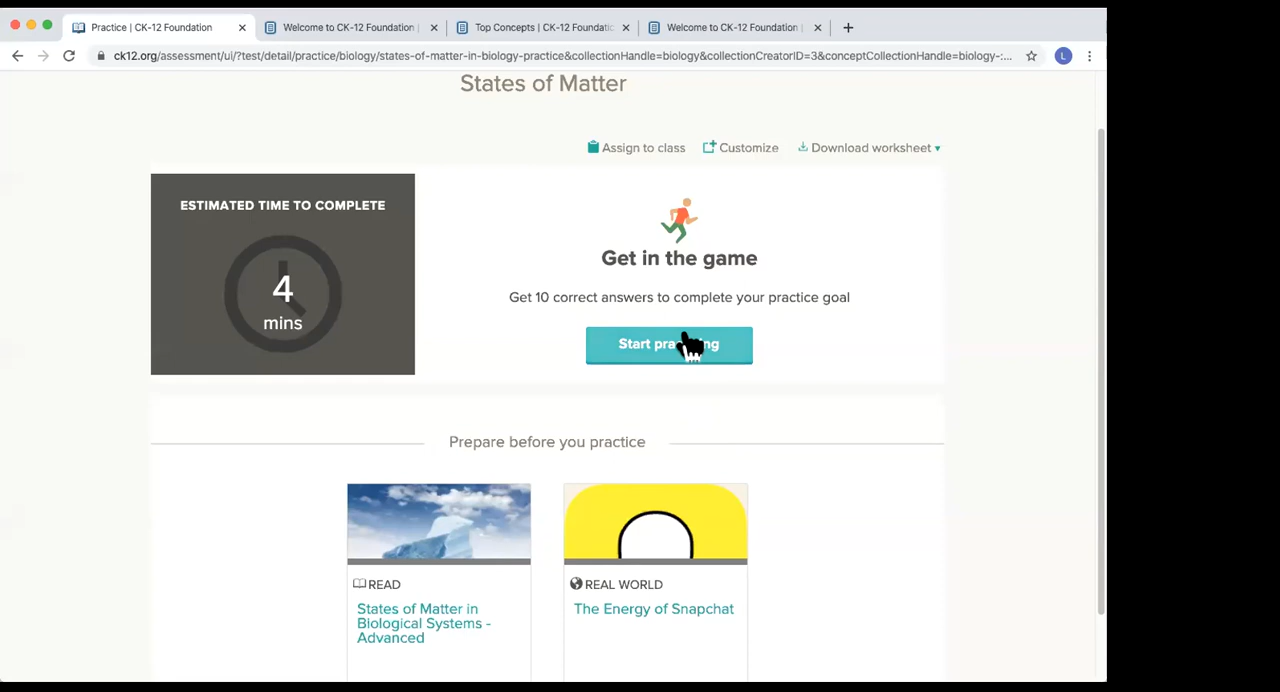 Practice | CK-12 Foundation
Welcome to CK-12 Foundation |
Top Concepts | CK-12 Foundatio
Welcome to CK-12 Foundation |
ck12.org/assessment/ui/?test/detail/practice/biology/states-of-matter-in-biology-practice&collectionHandle=biology&collectionCreatorID=3&conceptCollectionHandle=biology-:...
L
States of Matter
Assign to class
Customize
Download worksheet
ESTIMATED TIME TO COMPLETE
4
mins
Get in the game
Get 10 correct answers to complete your practice goal
Start
Prepare before you practice
READ
States of Matter in
Biological Systems -
Advanced
REAL WORLD
The Energy of Snapchat